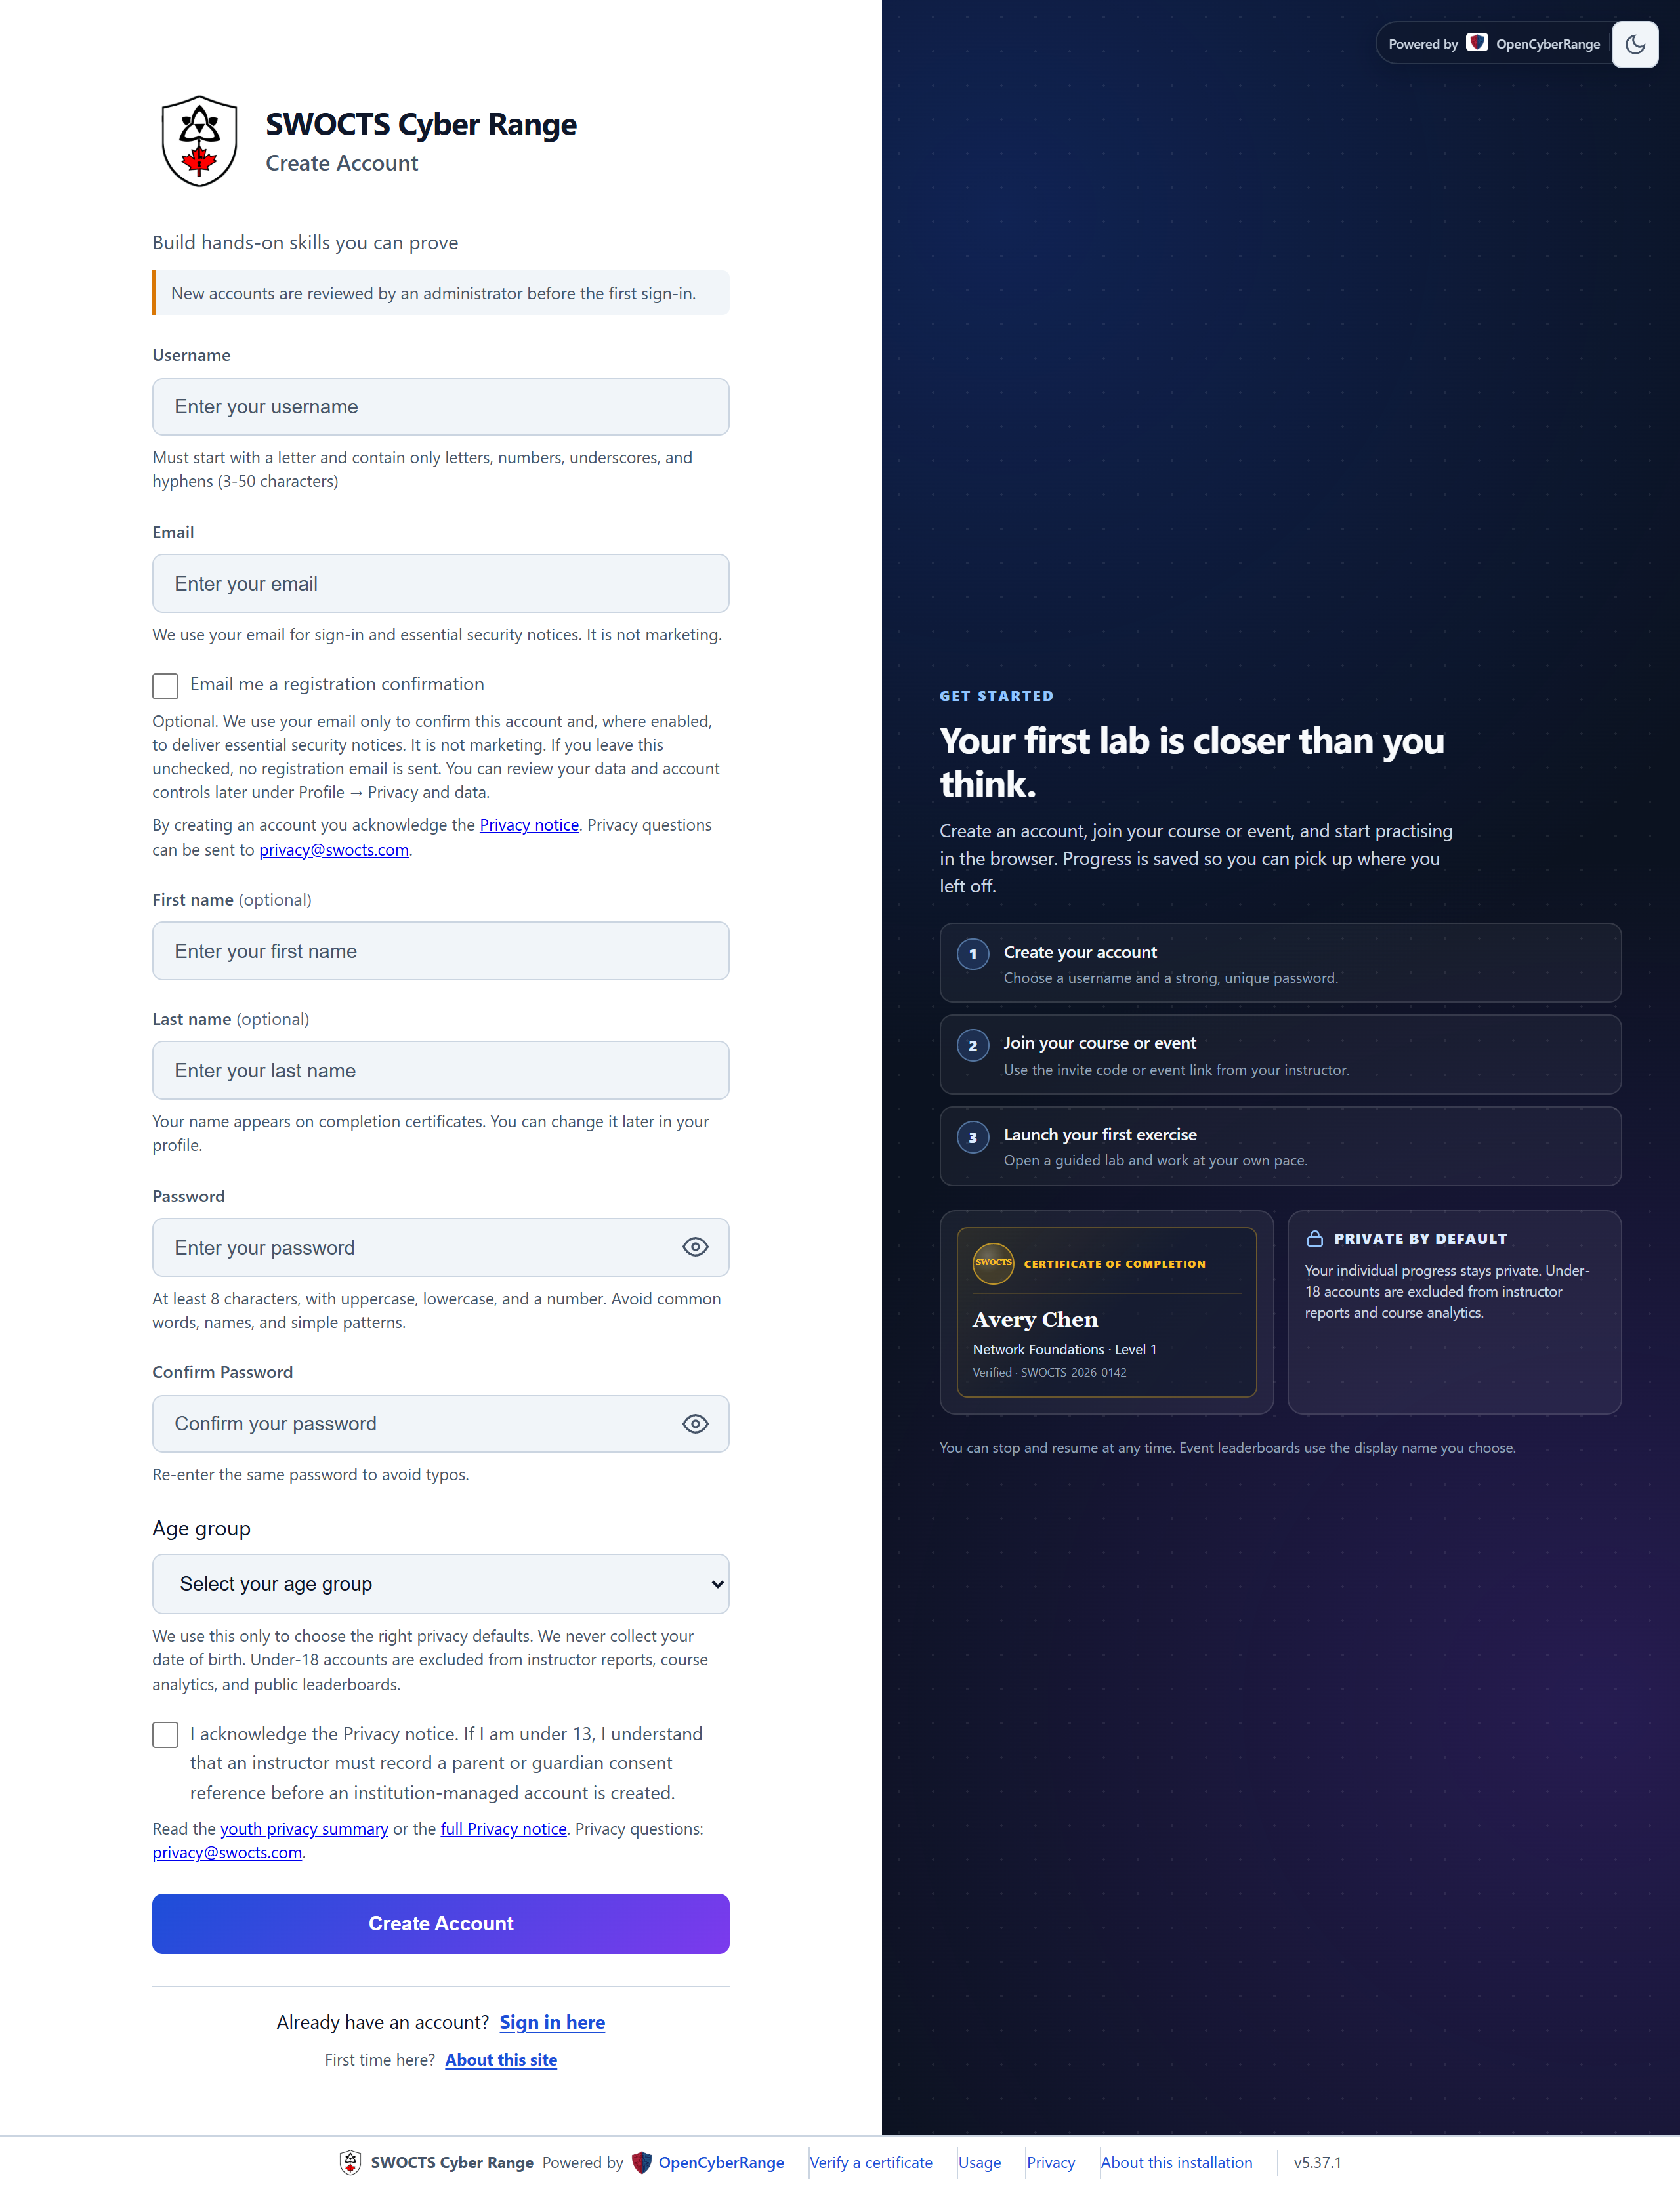 SWOCTS Cyber Range
Create Account
Build hands-on skills you can prove
New accounts are reviewed by an administrator before the first sign-in.
Username
Enter your username
Must start with a letter and contain only letters, numbers, underscores, and
hyphens (3-50 characters)
Email
Enter your email
We use your email for sign-in and essential security notices. It is not marketing.
Email me a registration confirmation
Optional. We use your email only to confirm this account and, where enabled,
to deliver essential security notices. It is not marketing. If you leave this
unchecked, no registration email is sent. You can review your data and account
controls later under Profile → Privacy and data.
By creating an account you acknowledge the Privacy notice. Privacy questions
can be sent to privacy@swocts.com.
First name (optional)
Enter your first name
Last name (optional)
Enter your last name
Your name appears on completion certificates. You can change it later in your
profile.
Password
Enter your password
At least 8 characters, with uppercase, lowercase, and a number. Avoid common
words, names, and simple patterns.
Confirm Password
Confirm your password
Re-enter the same password to avoid typos.
Age group
Select your age group
We use this only to choose the right privacy defaults. We never collect your
date of birth. Under-18 accounts are excluded from instructor reports, course
analytics, and public leaderboards.
I acknowledge the Privacy notice. If I am under 13, I understand
that an instructor must record a parent or guardian consent
reference before an institution-managed account is created.
Read the youth privacy summary or the full Privacy notice. Privacy questions:
privacy@swocts.com.
Create Account
Already have an account? Sign in here
First time here? About this site
Powered by OpenCyberRange
GET STARTED
Your first lab is closer than you
think.
Create an account, join your course or event, and start practising
in the browser. Progress is saved so you can pick up where you
left off.
1 Create your account
Choose a username and a strong, unique password.
2 Join your course or event
Use the invite code or event link from your instructor.
3 Launch your first exercise
Open a guided lab and work at your own pace.
SWOCTS CERTIFICATE OF COMPLETION
Avery Chen
Network Foundations · Level 1
Verified · SWOCTS-2026-0142
PRIVATE BY DEFAULT
Your individual progress stays private. Under-
18 accounts are excluded from instructor
reports and course analytics.
You can stop and resume at any time. Event leaderboards use the display name you choose.
SWOCTS Cyber Range Powered by OpenCyberRange Verify a certificate Usage Privacy About this installation v5.37.1